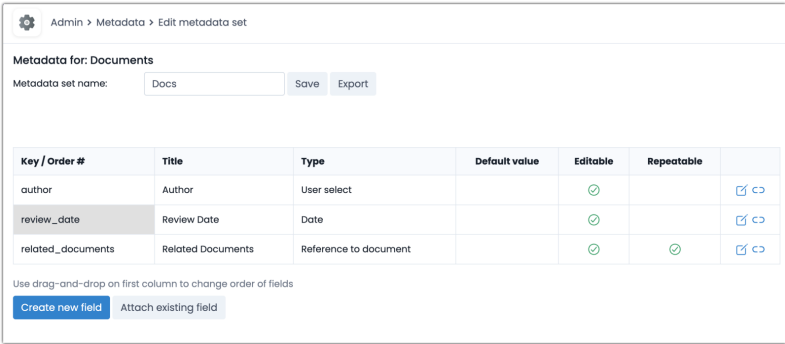 Admin > Metadata > Edit metadata set
Metadata for: Documents
Metadata set name: Docs Save Export
Key / Order # Title Type Default value Editable Repeatable
author Author User select
review_date Review Date Date
related_documents Related Documents Reference to document
Use drag-and-drop on first column to change order of fields
Create new field Attach existing field